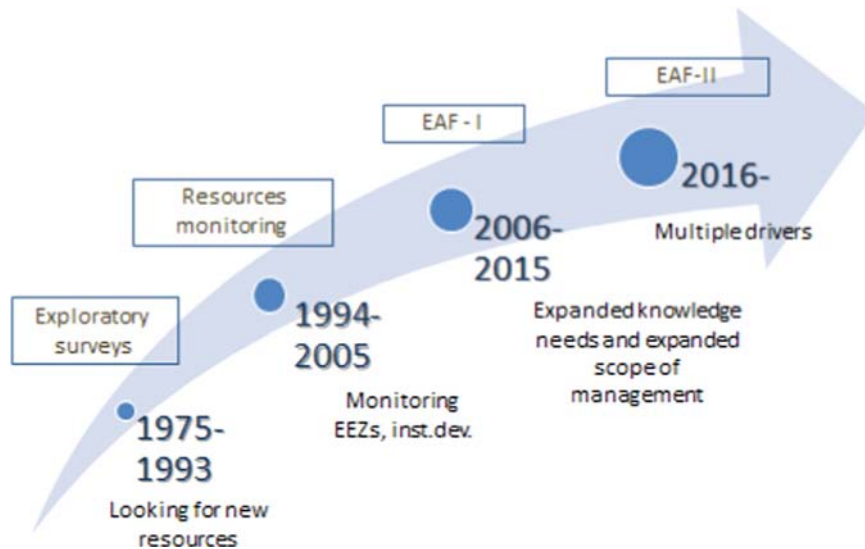 Exploratory
surveys
1975-
1993
Looking for new
resources
Resources
monitoring
1994-
2005
Monitoring
EEZs, inst.dev.
EAF - I
2006-
2015
Expanded knowledge
needs and expanded
scope of
management
EAF-II
2016-
Multiple drivers